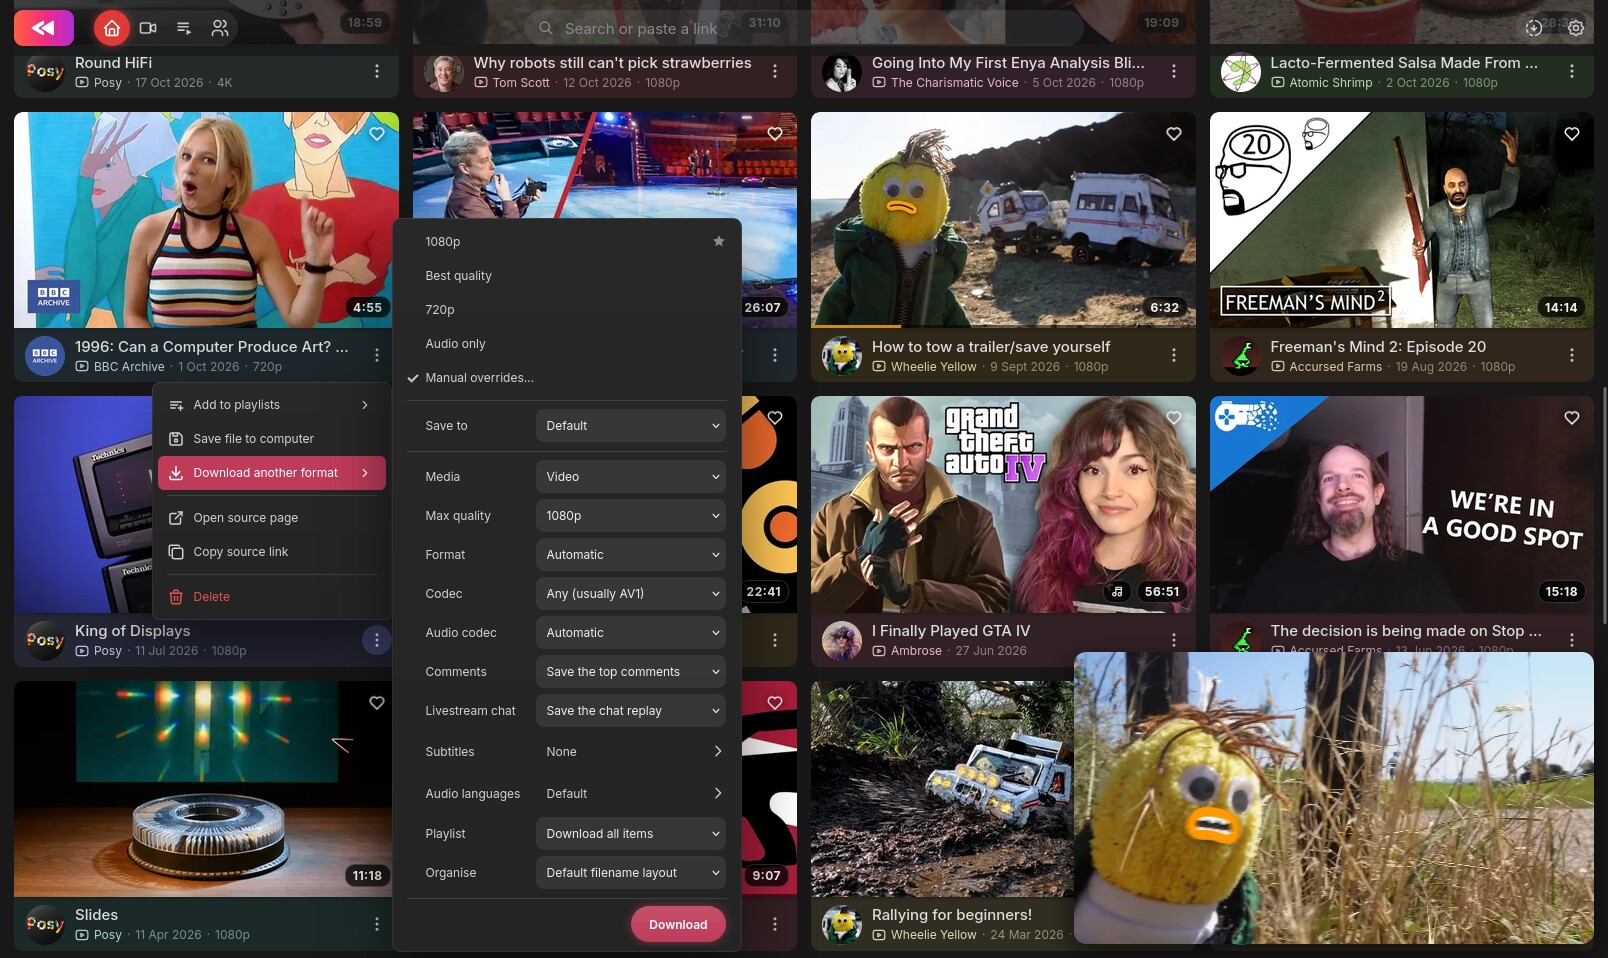 18:59
31:10
19:09
Search or paste a link
Round HiFi
Posy · 17 Oct 2026 · 4K
Why robots still can't pick strawberries
Tom Scott · 12 Oct 2026 · 1080p
Going Into My First Enya Analysis Bli...
The Charismatic Voice · 5 Oct 2026 · 1080p
Lacto-Fermented Salsa Made From ...
Atomic Shrimp · 2 Oct 2026 · 1080p
BBC
ARCHIVE
4:55
26:07
6:32
20
FREEMAN'S MIND 2
14:14
1996: Can a Computer Produce Art? ...
BBC Archive · 1 Oct 2026 · 720p
How to tow a trailer/save yourself
Wheelie Yellow · 9 Sept 2026 · 1080p
Freeman's Mind 2: Episode 20
Accursed Farms · 19 Aug 2026 · 1080p
Add to playlists
Save file to computer
Download another format
Open source page
Copy source link
Delete
1080p
Best quality
720p
Audio only
Manual overrides...
Save to
Default
Media
Video
Max quality
1080p
Format
Automatic
Codec
Any (usually AV1)
Audio codec
Automatic
Comments
Save the top comments
Livestream chat
Save the chat replay
Subtitles
None
Audio languages
Default
Playlist
Download all items
Organise
Default filename layout
Download
Technics
22:41
grand
theft
auto IV
56:51
WE'RE IN
A GOOD SPOT
15:18
King of Displays
Posy · 11 Jul 2026 · 1080p
I Finally Played GTA IV
Ambrose · 27 Jun 2026
The decision is being made on Stop ...
Accursed Farms · 13 Jun 2026 · 1080p
11:18
9:07
Slides
Posy · 11 Apr 2026 · 1080p
Rallying for beginners!
Wheelie Yellow · 24 Mar 2026 ·